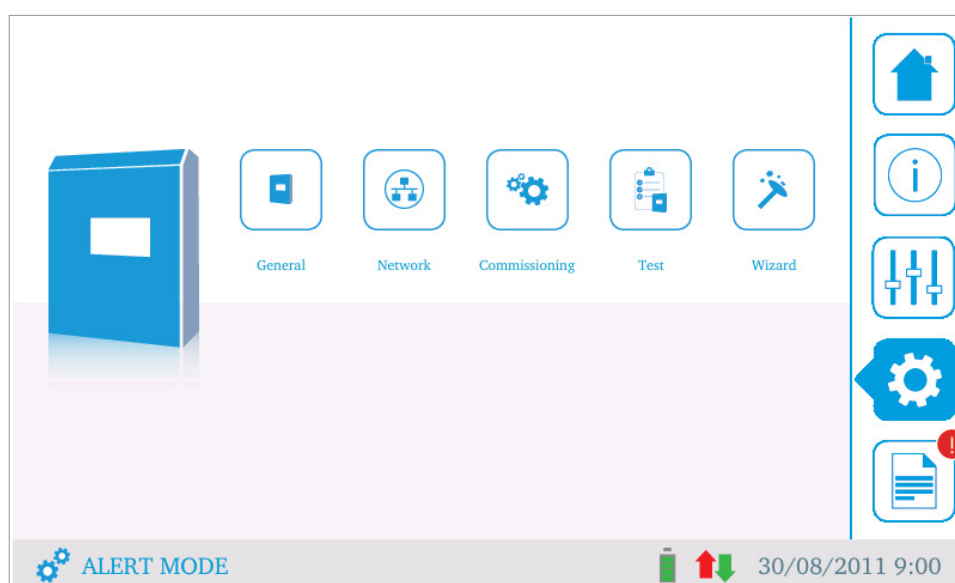 General
Network
Commissioning
Test
Wizard
ALERT MODE
30/08/2011 9:00